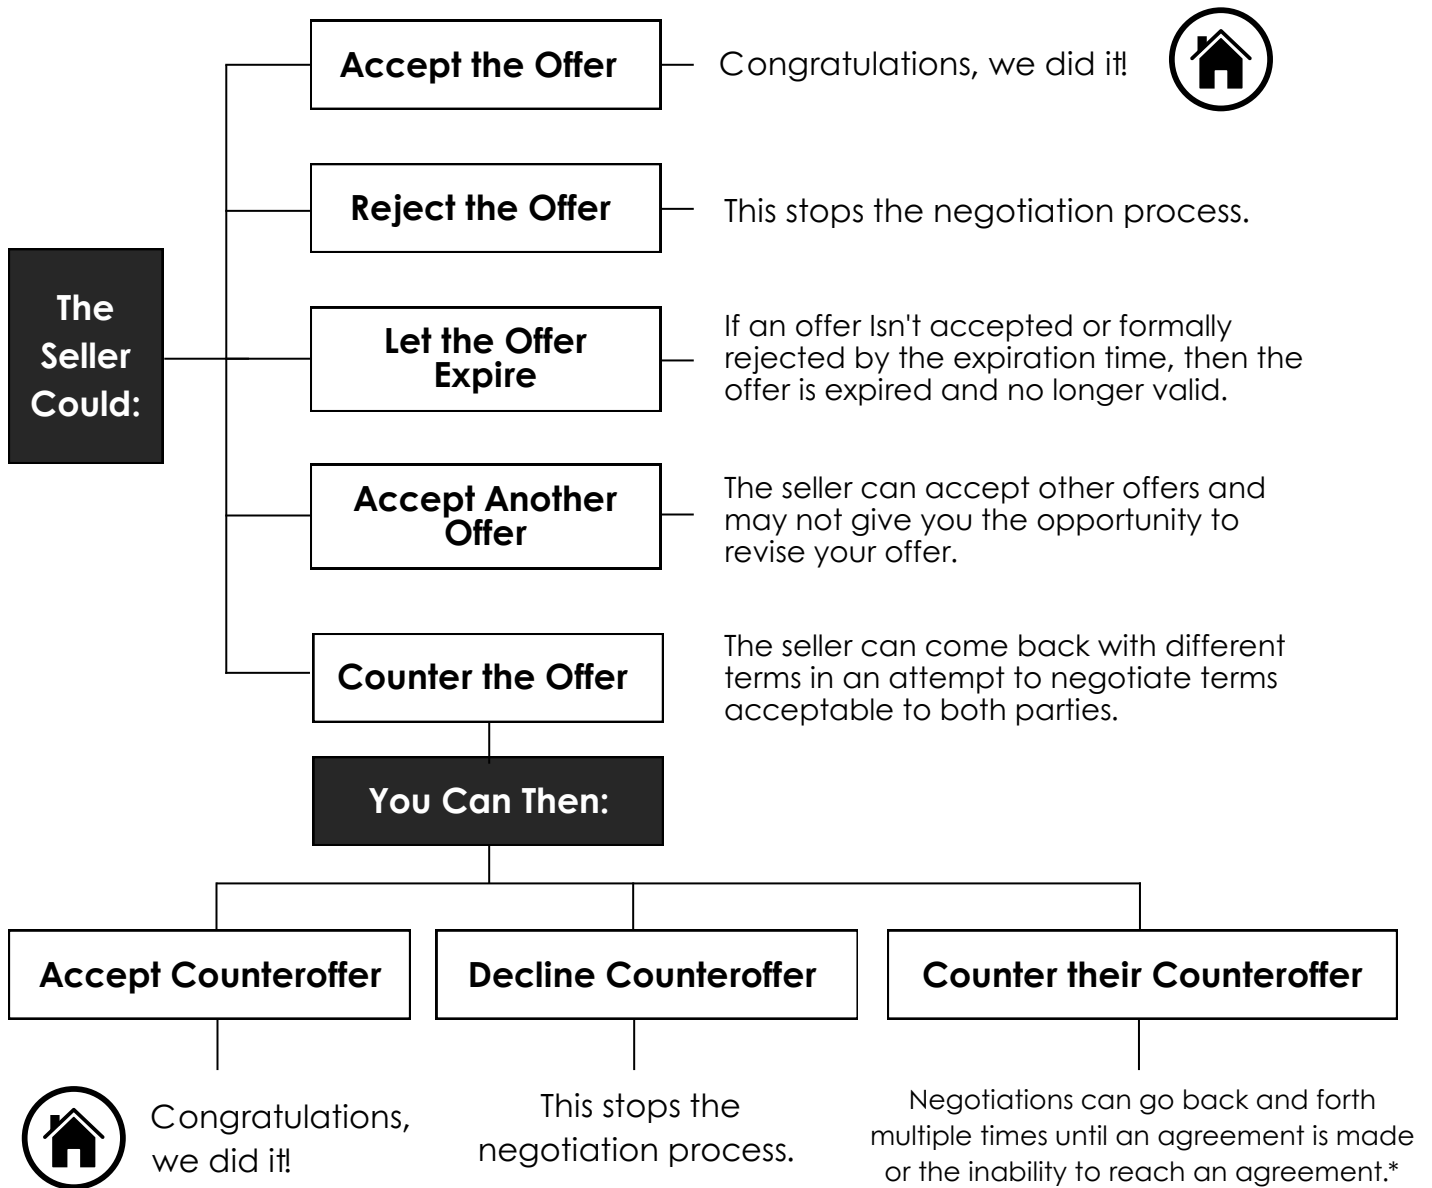 Accept the Offer
Congratulations, we did it!
Reject the Offer
This stops the negotiation process.
The
Seller
Could:
Let the Offer
Expire
If an offer Isn't accepted or formally
rejected by the expiration time, then the
offer is expired and no longer valid.
Accept Another
Offer
The seller can accept other offers and
may not give you the opportunity to
revise your offer.
Counter the Offer
The seller can come back with different
terms in an attempt to negotiate terms
acceptable to both parties.
You Can Then:
Accept Counteroffer
Decline Counteroffer
Counter their Counteroffer
Congratulations,
we did it!
This stops the
negotiation process.
Negotiations can go back and forth
multiple times until an agreement is made
or the inability to reach an agreement.*